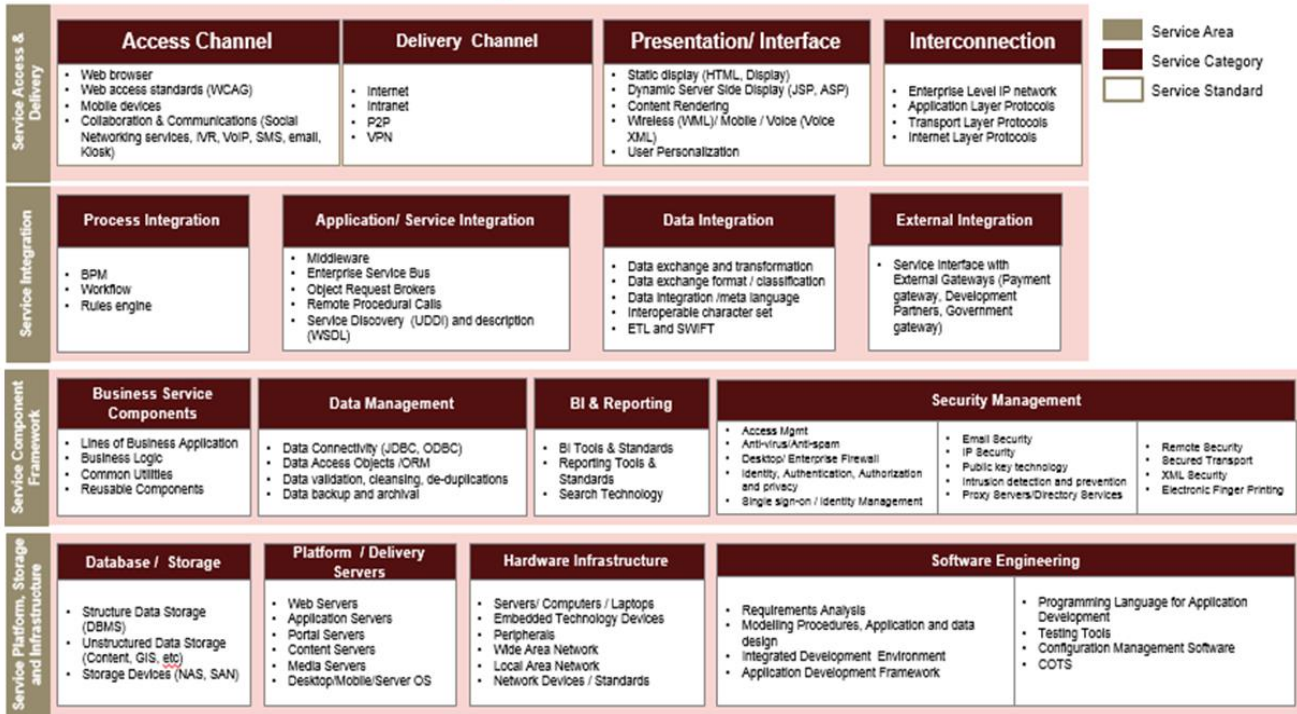 Service Access &
Delivery
Access Channel
• Web browser
• Web access standards (WCAG)
• Mobile devices
• Collaboration & Communications (Social
Networking services, IVR, VoIP, SMS, email,
Kiosk)
Delivery Channel
• Internet
• Intranet
• P2P
• VPN
Presentation/ Interface
• Static display (HTML, Display)
• Dynamic Server Side Display (JSP, ASP)
• Content Rendering
• Wireless (WML)/ Mobile / Voice (Voice
XML)
• User Personalization
Interconnection
• Enterprise Level IP network
• Application Layer Protocols
• Transport Layer Protocols
• Internet Layer Protocols
Service Area
Service Category
Service Standard
Service Integration
Process Integration
• BPM
• Workflow
• Rules engine
Application/ Service Integration
• Middleware
• Enterprise Service Bus
• Object Request Brokers
• Remote Procedural Calls
• Service Discovery (UDDI) and description
(WSDL)
Data Integration
• Data exchange and transformation
• Data exchange format / classification
• Data integration /meta language
• Interoperable character set
• ETL and SWIFT
External Integration
• Service Interface with
External Gateways (Payment
gateway, Development
Partners, Government
gateway)
Service Component
Framework
Business Service
Components
• Lines of Business Application
• Business Logic
• Common Utilities
• Reusable Components
Data Management
• Data Connectivity (JDBC, ODBC)
• Data Access Objects /ORM
• Data validation, cleansing, de-duplications
• Data backup and archival
BI & Reporting
• BI Tools & Standards
• Reporting Tools &
Standards
• Search Technology
Security Management
• Access Mgmt
• Anti-virus/Anti-spam
• Desktop/ Enterprise Firewall
• Identity, Authentication, Authorization
and privacy
• Single sign-on / Identity Management
• Email Security
• IP Security
• Public key technology
• Intrusion detection and prevention
• Proxy Servers/Directory Services
• Remote Security
• Secured Transport
• XML Security
• Electronic Finger Printing
Service Platform, Storage
and Infrastructure
Database / Storage
• Structure Data Storage
(DBMS)
• Unstructured Data Storage
(Content, GIS, etc)
• Storage Devices (NAS, SAN)
Platform / Delivery
Servers
• Web Servers
• Application Servers
• Portal Servers
• Content Servers
• Media Servers
• Desktop/Mobile/Server OS
Hardware Infrastructure
• Servers/ Computers / Laptops
• Embedded Technology Devices
• Peripherals
• Wide Area Network
• Local Area Network
• Network Devices / Standards
Software Engineering
• Requirements Analysis
• Modelling Procedures, Application and data
design
• Integrated Development Environment
• Application Development Framework
• Programming Language for Application
Development
• Testing Tools
• Configuration Management Software
• COTS